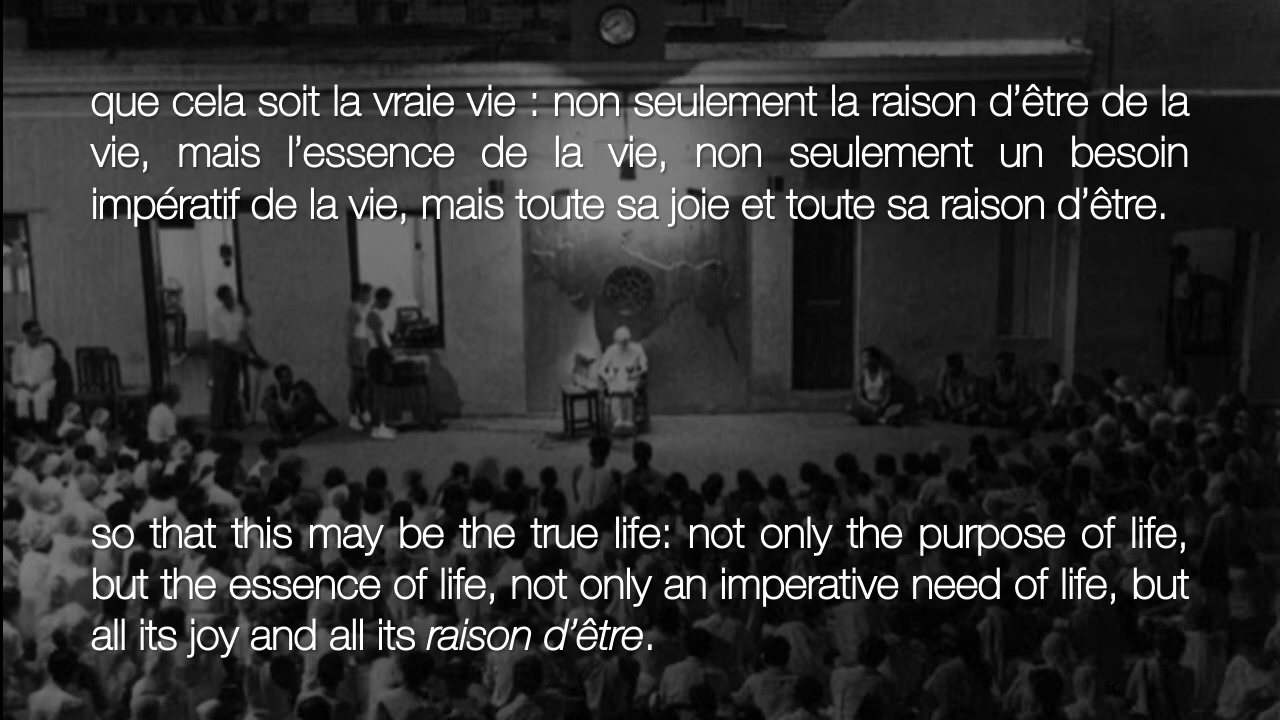 que cela soit la vraie vie : non seulement la raison d’être de la
vie, mais l’essence de la vie, non seulement un besoin
impératif de la vie, mais toute sa joie et toute sa raison d’être.
so that this may be the true life: not only the purpose of life,
but the essence of life, not only an imperative need of life, but
all its joy and all its raison d’être.